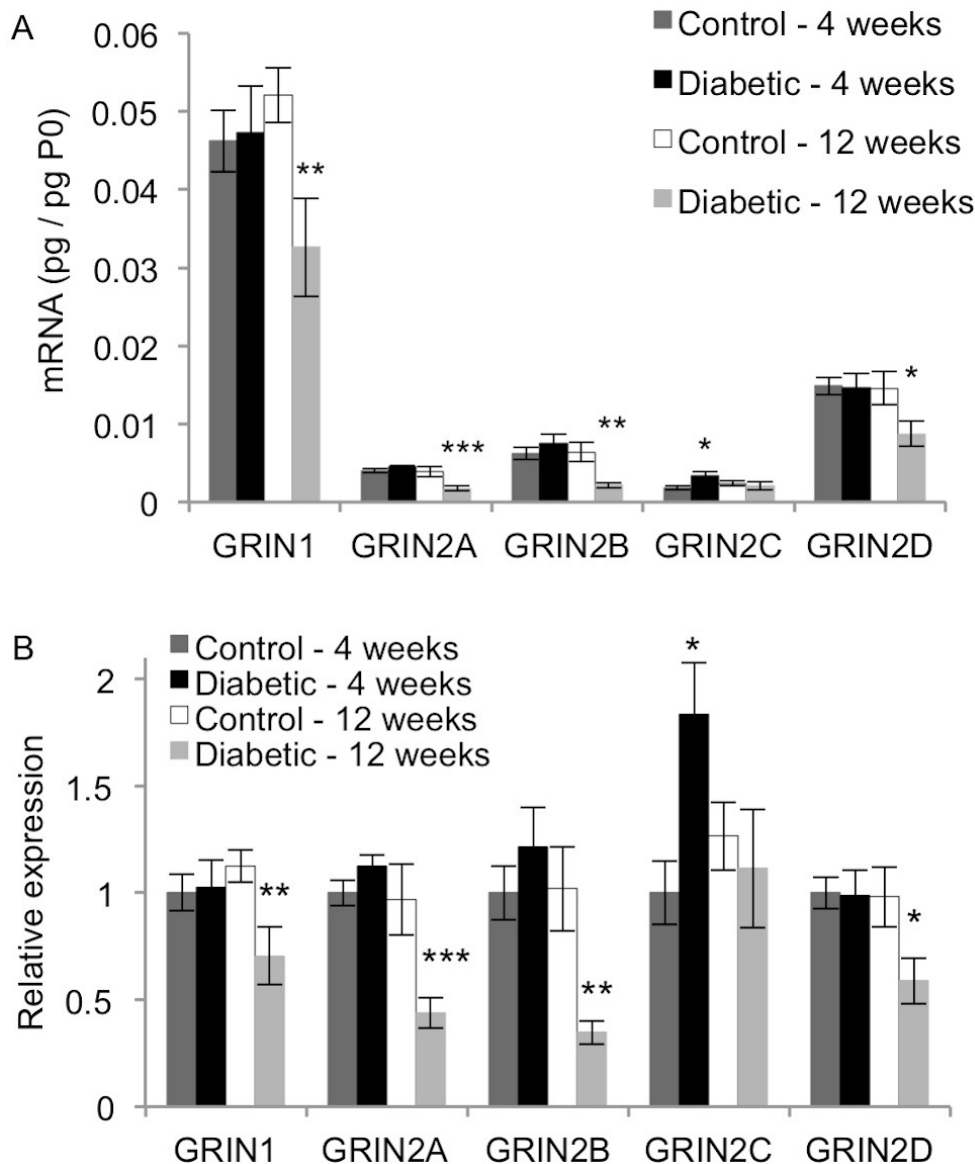 A
0.06
0.05
0.04
0.03
0.02
0.01
0
mRNA (pg / pg P0)
Control - 4 weeks
Diabetic - 4 weeks
Control - 12 weeks
Diabetic - 12 weeks
**
***
**
*
*
GRIN1 GRIN2A GRIN2B GRIN2C GRIN2D
B
Control - 4 weeks
Diabetic - 4 weeks
Control - 12 weeks
Diabetic - 12 weeks
2
1.5
1
0.5
0
Relative expression
**
***
**
*
*
GRIN1 GRIN2A GRIN2B GRIN2C GRIN2D